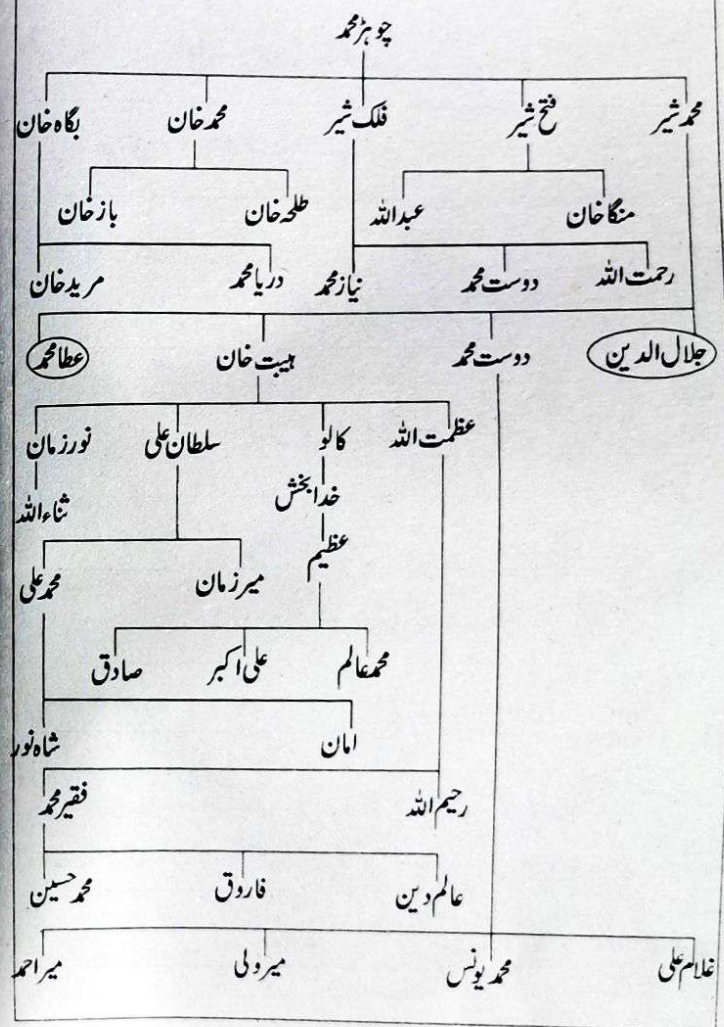 چوہڑ محمد
محمد شیر فتح شیر فلک شیر محمد خان بگاہ خان
منگا خان عبداللہ طلحہ خان باز خان
رحمت اللہ دوست محمد نیاز محمد دریا محمد مرید خان
جلال الدین دوست محمد ہیبت خان عطا محمد
عظمت اللہ کالو سلطان علی نور زمان
خدا بخش ثناء اللہ
عظیم میر زمان محمد علی
محمد عالم علی اکبر صادق
امان شاہ نور
رحیم اللہ فقیر محمد
عالم دین فاروق محمد حسین
غلام علی محمد یونس میر ولی میر احمد